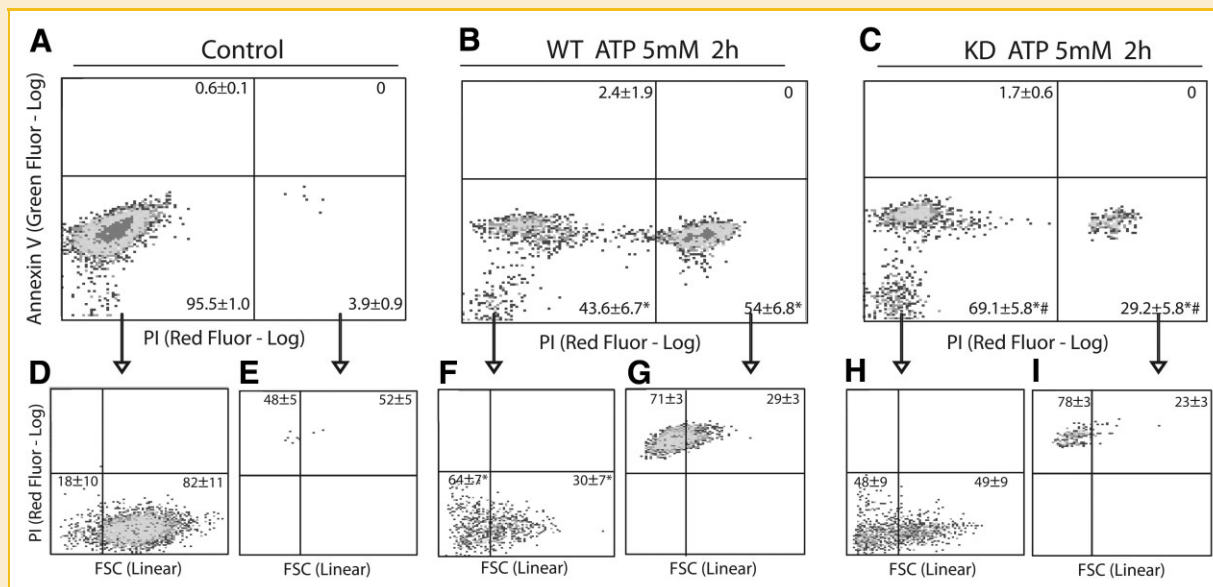 A
Control
B
WT ATP 5mM 2h
C
KD ATP 5mM 2h
Annexin V (Green Fluor - Log)
0.6±0.1
0
95.5±1.0
3.9±0.9
PI (Red Fluor - Log)
2.4±1.9
0
43.6±6.7*
54±6.8*
PI (Red Fluor - Log)
1.7±0.6
0
69.1±5.8*#
29.2±5.8*#
PI (Red Fluor - Log)
PI (Red Fluor - Log)
D
18±10
82±11
FSC (Linear)
E
48±5
52±5
FSC (Linear)
F
64±7*
30±7*
FSC (Linear)
G
71±3
29±3
FSC (Linear)
H
48±9
49±9
FSC (Linear)
I
78±3
23±3
FSC (Linear)